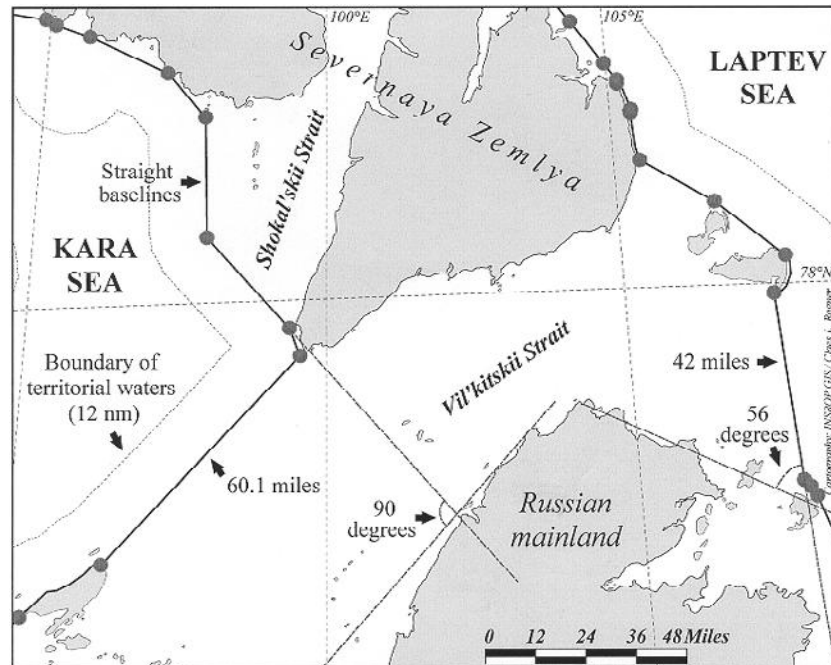 100°E
105°E
LAPTEV
SEA
Severnaya Zemlya
Straight
baselines
Shokal'skii Strait
KARA
SEA
78°N
Boundary of
territorial waters
(12 nm)
Vil'kitskii Strait
42 miles
56
degrees
60.1 miles
90
degrees
Russian
mainland
0 12 24 36 48 Miles